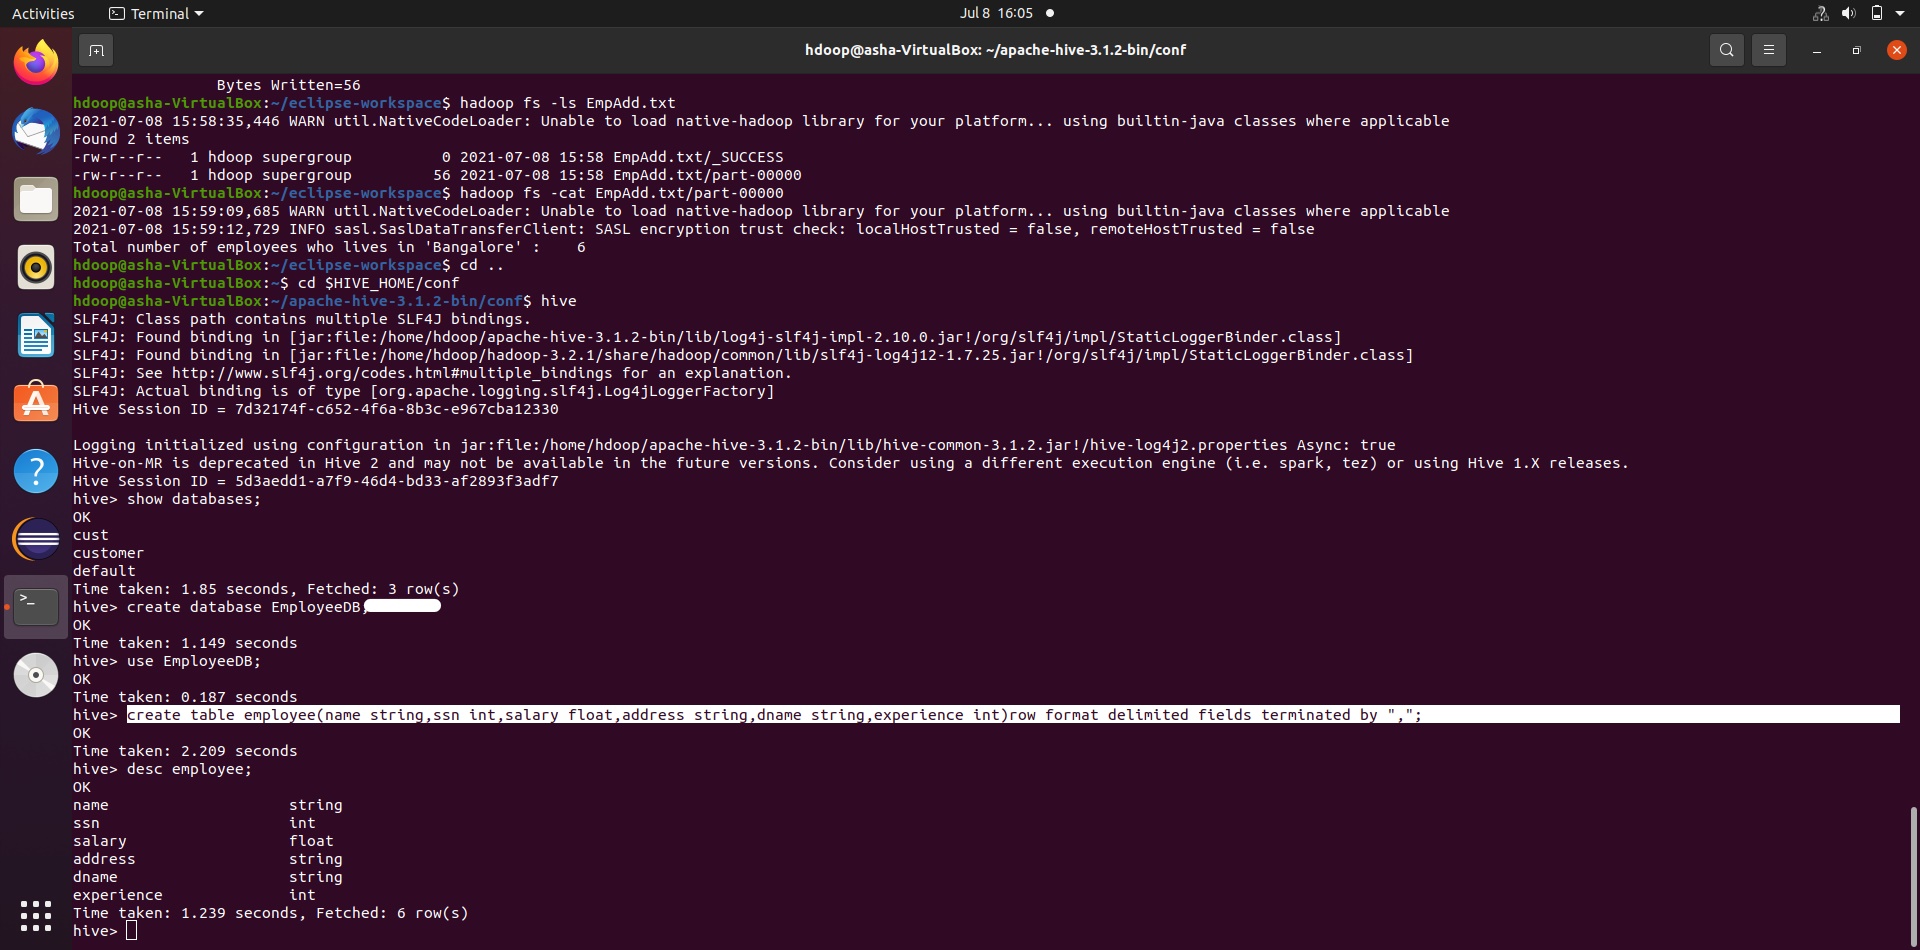 Activities
Terminal
Jul 8 16:05
hdoop@asha-VirtualBox: ~/apache-hive-3.1.2-bin/conf
Bytes Written=56
hdoop@asha-VirtualBox:~/eclipse-workspace$ hadoop fs -ls EmpAdd.txt
2021-07-08 15:58:35,446 WARN util.NativeCodeLoader: Unable to load native-hadoop library for your platform... using builtin-java classes where applicable
Found 2 items
-rw-r--r--   1 hdoop supergroup          0 2021-07-08 15:58 EmpAdd.txt/_SUCCESS
-rw-r--r--   1 hdoop supergroup         56 2021-07-08 15:58 EmpAdd.txt/part-00000
hdoop@asha-VirtualBox:~/eclipse-workspace$ hadoop fs -cat EmpAdd.txt/part-00000
2021-07-08 15:59:09,685 WARN util.NativeCodeLoader: Unable to load native-hadoop library for your platform... using builtin-java classes where applicable
2021-07-08 15:59:12,729 INFO sasl.SaslDataTransferClient: SASL encryption trust check: localHostTrusted = false, remoteHostTrusted = false
Total number of employees who lives in 'Bangalore' :    6
hdoop@asha-VirtualBox:~/eclipse-workspace$ cd ..
hdoop@asha-VirtualBox:~$ cd $HIVE_HOME/conf
hdoop@asha-VirtualBox:~/apache-hive-3.1.2-bin/conf$ hive
SLF4J: Class path contains multiple SLF4J bindings.
SLF4J: Found binding in [jar:file:/home/hdoop/apache-hive-3.1.2-bin/lib/log4j-slf4j-impl-2.10.0.jar!/org/slf4j/impl/StaticLoggerBinder.class]
SLF4J: Found binding in [jar:file:/home/hdoop/hadoop-3.2.1/share/hadoop/common/lib/slf4j-log4j12-1.7.25.jar!/org/slf4j/impl/StaticLoggerBinder.class]
SLF4J: See http://www.slf4j.org/codes.html#multiple_bindings for an explanation.
SLF4J: Actual binding is of type [org.apache.logging.slf4j.Log4jLoggerFactory]
Hive Session ID = 7d32174f-c652-4f6a-8b3c-e967cba12330
Logging initialized using configuration in jar:file:/home/hdoop/apache-hive-3.1.2-bin/lib/hive-common-3.1.2.jar!/hive-log4j2.properties Async: true
Hive-on-MR is deprecated in Hive 2 and may not be available in the future versions. Consider using a different execution engine (i.e. spark, tez) or using Hive 1.X releases.
Hive Session ID = 5d3aedd1-a7f9-46d4-bd33-af2893f3adf7
hive> show databases;
OK
cust
customer
default
Time taken: 1.85 seconds, Fetched: 3 row(s)
hive> create database EmployeeDB;
OK
Time taken: 1.149 seconds
hive> use EmployeeDB;
OK
Time taken: 0.187 seconds
hive> create table employee(name string,ssn int,salary float,address string,dname string,experience int)row format delimited fields terminated by ",";
OK
Time taken: 2.209 seconds
hive> desc employee;
OK
name                    string
ssn                     int
salary                  float
address                 string
dname                   string
experience              int
Time taken: 1.239 seconds, Fetched: 6 row(s)
hive>